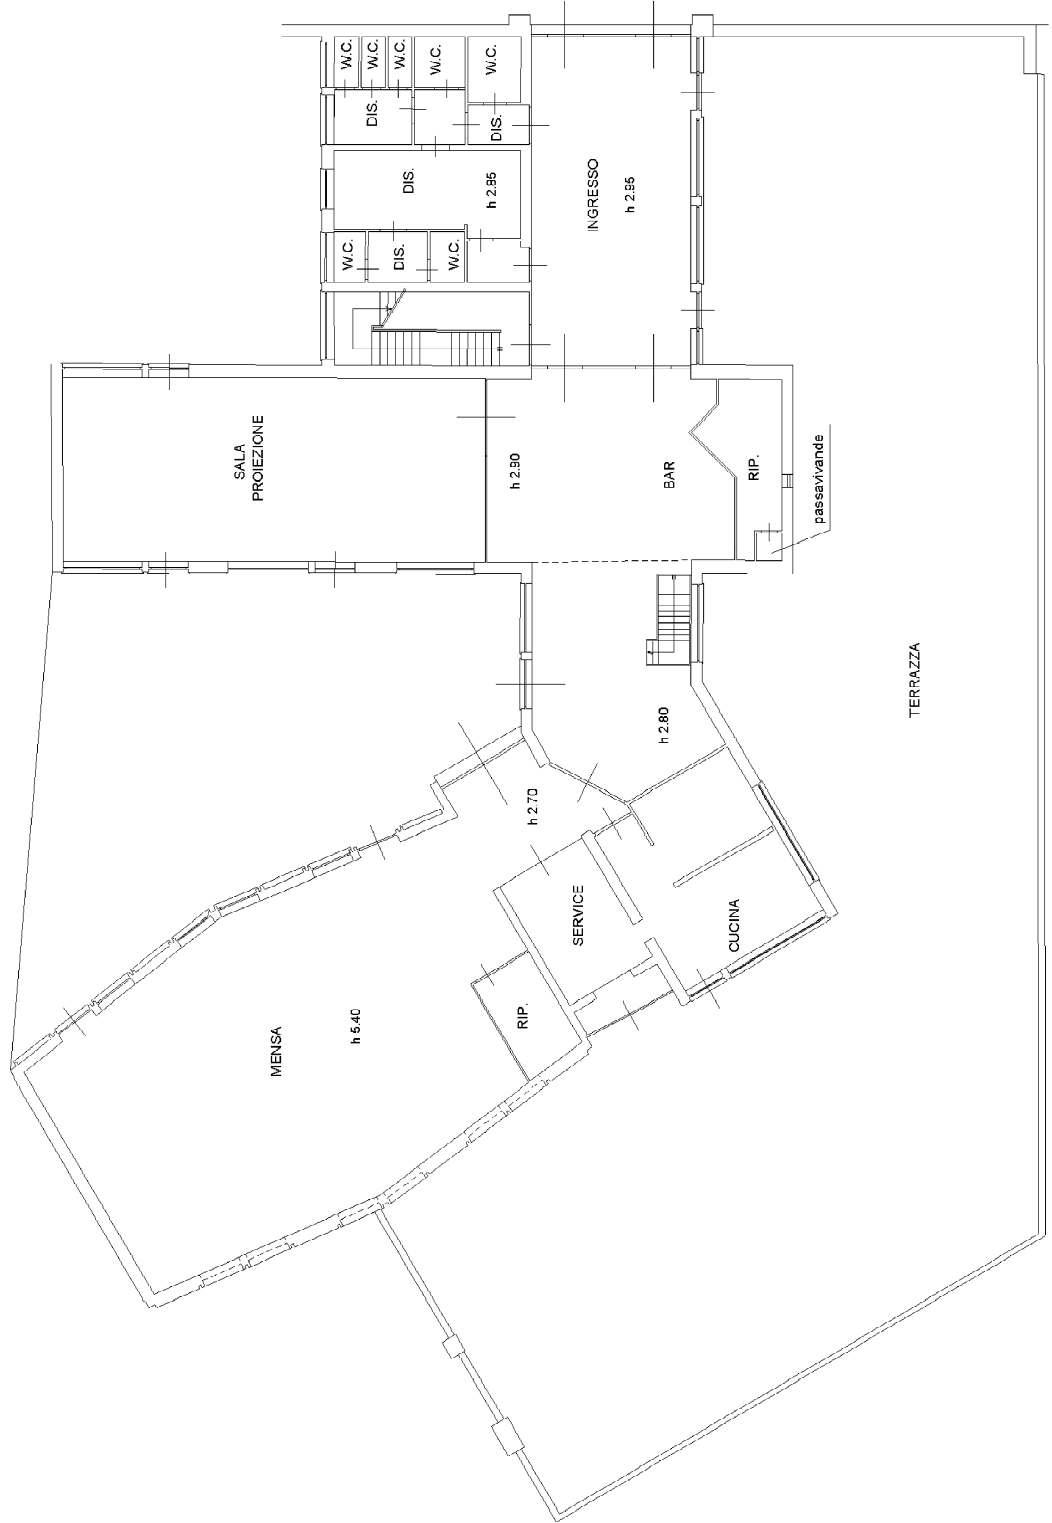 W.C.
W.C.
W.C.
W.C.
W.C.
DIS.
DIS.
DIS.
h 2.85
W.C.
DIS.
W.C.
INGRESSO
h 2.95
SALA
PROIEZIONE
h 2.90
BAR
RIP.
passavivande
TERRAZZA
h 2.80
h 2.70
SERVICE
CUCINA
RIP.
MENSA
h 5.40